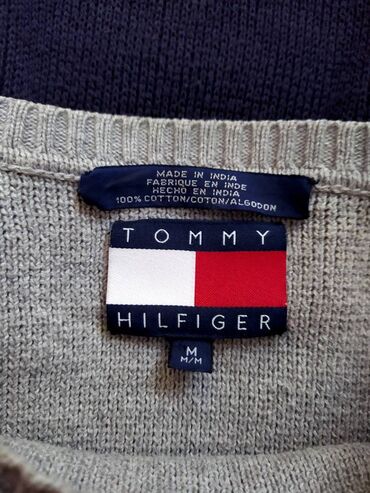 MADE IN INDIA
FABRIQUE EN INDE
HECHO EN INDIA
100% COTTON/COTON/ALGODON
TOMMY
HILFIGER
M
M/M